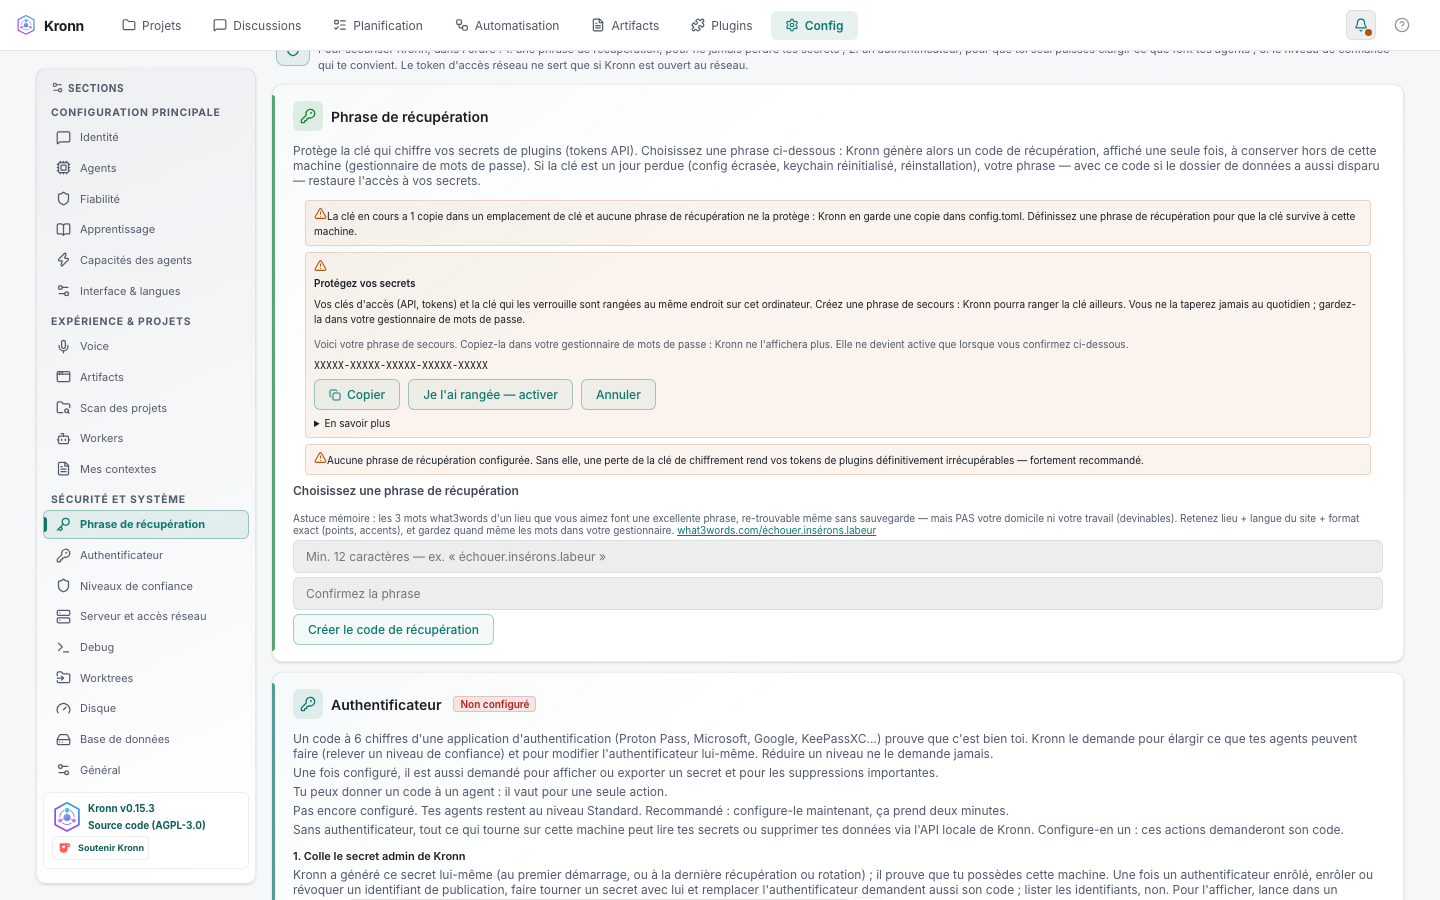 Kronn
Projets
Discussions
Planification
Automatisation
Artifacts
Plugins
Config
qui te convient. Le token d'accès réseau ne sert que si Kronn est ouvert au réseau.
SECTIONS
CONFIGURATION PRINCIPALE
Identité
Agents
Fiabilité
Apprentissage
Capacités des agents
Interface & langues
EXPÉRIENCE & PROJETS
Voice
Artifacts
Scan des projets
Workers
Mes contextes
SÉCURITÉ ET SYSTÈME
Phrase de récupération
Authentificateur
Niveaux de confiance
Serveur et accès réseau
Debug
Worktrees
Disque
Base de données
Général
Kronn v0.15.3
Source code (AGPL-3.0)
Soutenir Kronn
Phrase de récupération
Protège la clé qui chiffre vos secrets de plugins (tokens API). Choisissez une phrase ci-dessous : Kronn génère alors un code de récupération, affiché une seule fois, à conserver hors de cette
machine (gestionnaire de mots de passe). Si la clé est un jour perdue (config écrasée, keychain réinitialisé, réinstallation), votre phrase — avec ce code si le dossier de données a aussi disparu
— restaure l'accès à vos secrets.
La clé en cours a 1 copie dans un emplacement de clé et aucune phrase de récupération ne la protège : Kronn en garde une copie dans config.toml. Définissez une phrase de récupération pour que la clé survive à cette
machine.
Protégez vos secrets
Vos clés d'accès (API, tokens) et la clé qui les verrouille sont rangées au même endroit sur cet ordinateur. Créez une phrase de secours : Kronn pourra ranger la clé ailleurs. Vous ne la taperez jamais au quotidien ; gardez-
la dans votre gestionnaire de mots de passe.
Voici votre phrase de secours. Copiez-la dans votre gestionnaire de mots de passe : Kronn ne l'affichera plus. Elle ne devient active que lorsque vous confirmez ci-dessous.
XXXXX-XXXXX-XXXXX-XXXXX-XXXXX
Copier
Je l'ai rangée — activer
Annuler
En savoir plus
Aucune phrase de récupération configurée. Sans elle, une perte de la clé de chiffrement rend vos tokens de plugins définitivement irrécupérables — fortement recommandé.
Choisissez une phrase de récupération
Astuce mémoire : les 3 mots what3words d'un lieu que vous aimez font une excellente phrase, re-trouvable même sans sauvegarde — mais PAS votre domicile ni votre travail (devinables). Retenez lieu + langue du site + format
exact (points, accents), et gardez quand même les mots dans votre gestionnaire. what3words.com/échouer.insérons.labeur
Min. 12 caractères — ex. « échouer.insérons.labeur »
Confirmez la phrase
Créer le code de récupération
Authentificateur
Non configuré
Un code à 6 chiffres d'une application d'authentification (Proton Pass, Microsoft, Google, KeePassXC…) prouve que c'est bien toi. Kronn le demande pour élargir ce que tes agents peuvent
faire (relever un niveau de confiance) et pour modifier l'authentificateur lui-même. Réduire un niveau ne le demande jamais.
Une fois configuré, il est aussi demandé pour afficher ou exporter un secret et pour les suppressions importantes.
Tu peux donner un code à un agent : il vaut pour une seule action.
Pas encore configuré. Tes agents restent au niveau Standard. Recommandé : configure-le maintenant, ça prend deux minutes.
Sans authentificateur, tout ce qui tourne sur cette machine peut lire tes secrets ou supprimer tes données via l'API locale de Kronn. Configure-en un : ces actions demanderont son code.
1. Colle le secret admin de Kronn
Kronn a généré ce secret lui-même (au premier démarrage, ou à la dernière récupération ou rotation) ; il prouve que tu possèdes cette machine. Une fois un authentificateur enrôlé, enrôler ou
révoquer un identifiant de publication, faire tourner un secret avec lui et remplacer l'authentificateur demandent aussi son code ; lister les identifiants, non. Pour l'afficher, lance dans un